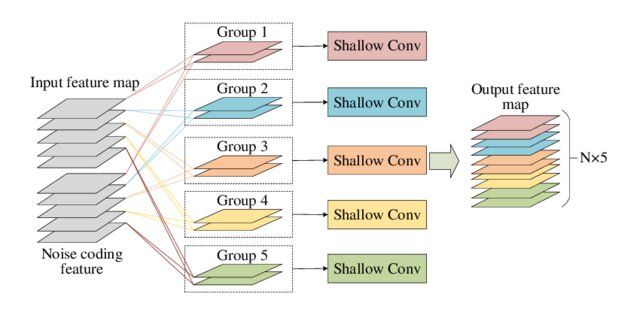 Input feature map
Noise coding
feature
Group 1
Shallow Conv
Group 2
Shallow Conv
Group 3
Shallow Conv
Group 4
Shallow Conv
Group 5
Shallow Conv
Output feature
map
N×5